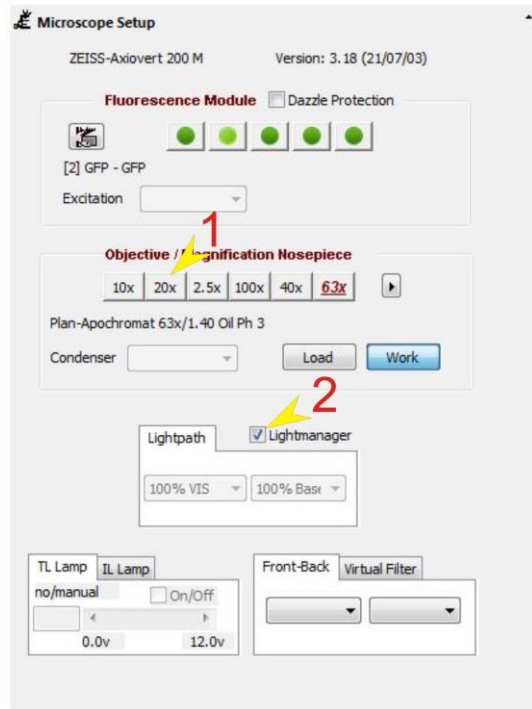 Microscope Setup
ZEISS-Axiovert 200 M Version: 3.18 (21/07/03)
Fluorescence Module Dazzle Protection
[2] GFP - GFP
Excitation
1
Objective / Magnification Nosepiece
10x 20x 2.5x 100x 40x 63x
Plan-Apochromat 63x/1.40 Oil Ph 3
Condenser Load Work
2
Lightpath Lightmanager
100% VIS 100% Base
TL Lamp IL Lamp Front-Back Virtual Filter
no/manual On/Off
0.0v 12.0v